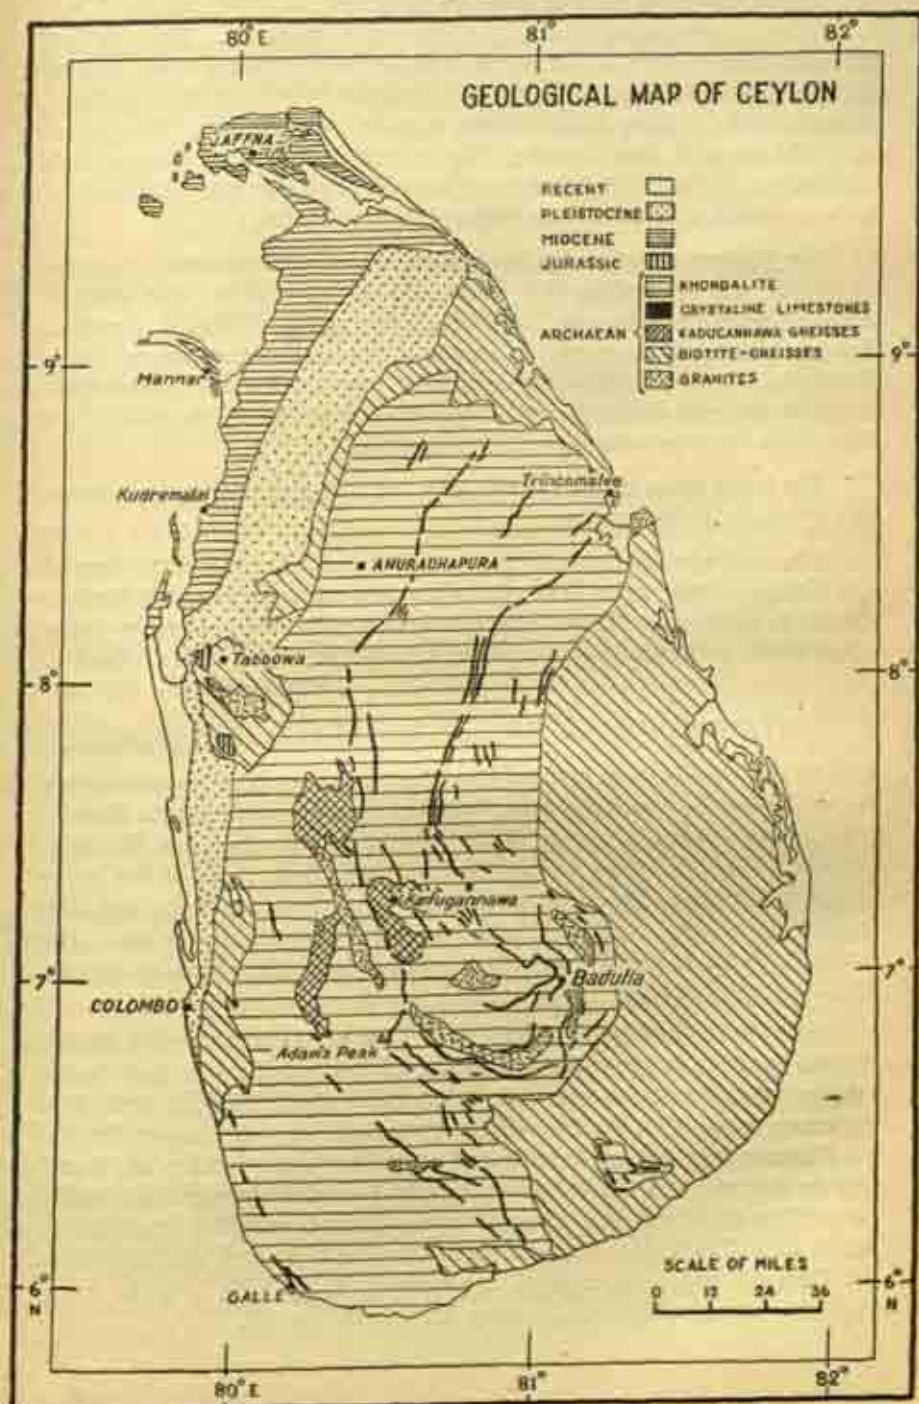 80°E 81° 82°
GEOLOGICAL MAP OF CEYLON
JAFFNA
RECENT
PLEISTOCENE
MIOCENE
JURASSIC
KHONDALITE
CRYSTALINE LIMESTONES
ARCHAEAN KADUGANNAWA GNEISSES
BIOTITE-GNEISSES
GRANITES
9° 9°
Mannar
Trincomalee
Kudremalai
ANURADHAPURA
Tabbowa
8° 8°
Kadugannawa
7° 7°
Badulla
COLOMBO
Adam's Peak
SCALE OF MILES
0 12 24 36
6° 6°
N N
GALLE
80°E 81° 82°